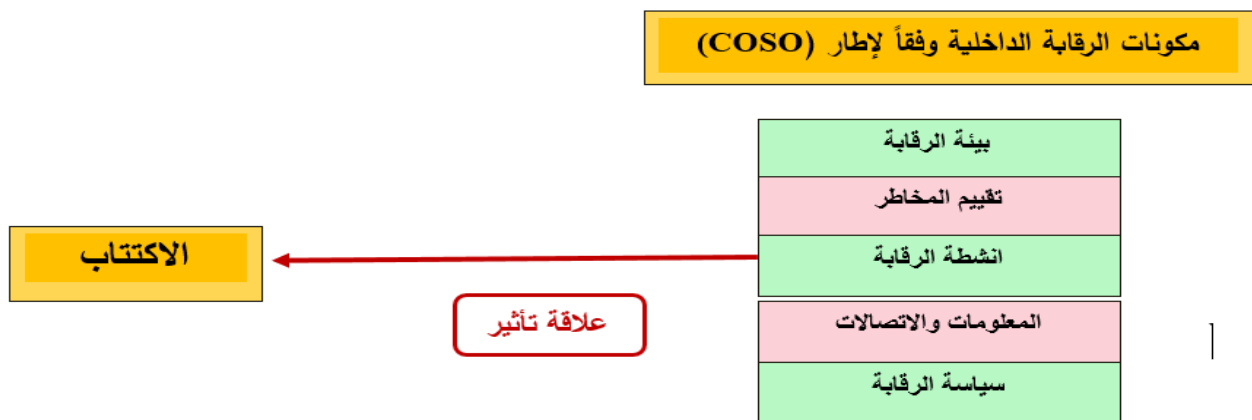 مكونات الرقابة الداخلية وفقاً لإطار (COSO)
بيئة الرقابة
تقييم المخاطر
انشطة الرقابة
المعلومات والاتصالات
سياسة الرقابة
علاقة تأثير
الاكتتاب